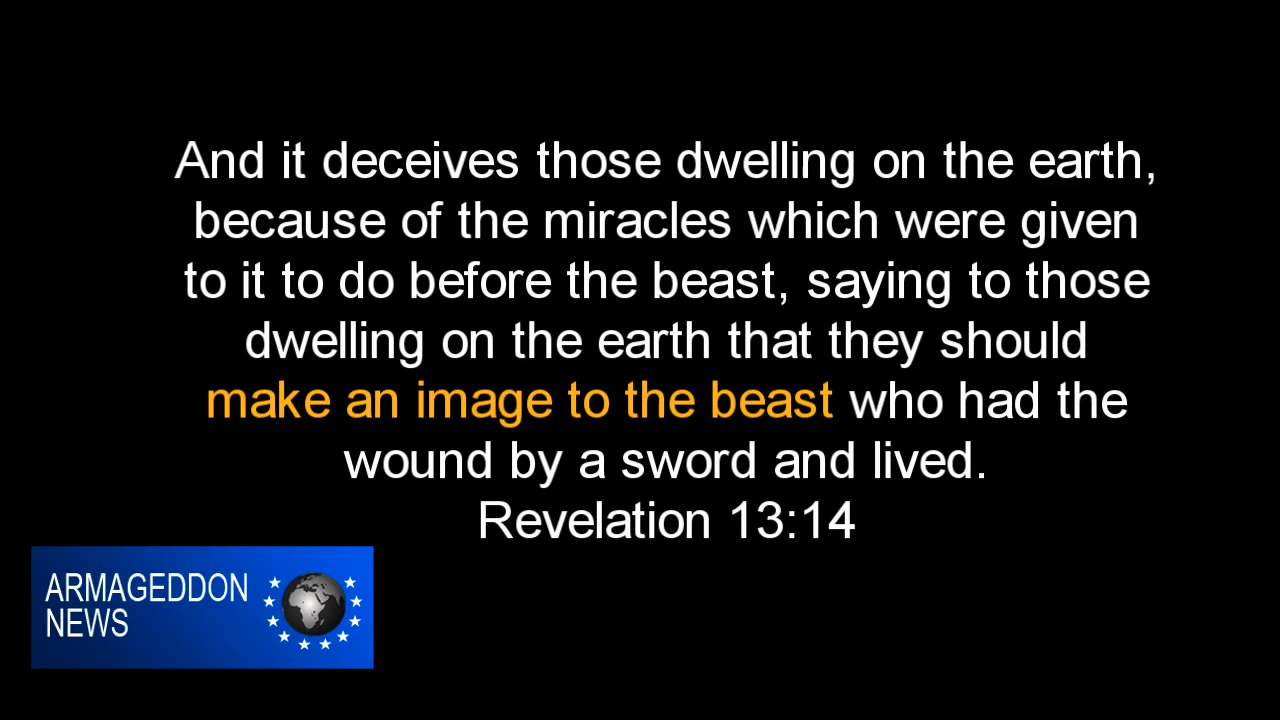 And it deceives those dwelling on the earth,
because of the miracles which were given
to it to do before the beast, saying to those
dwelling on the earth that they should
make an image to the beast who had the
wound by a sword and lived.
Revelation 13:14
ARMAGEDDON
NEWS